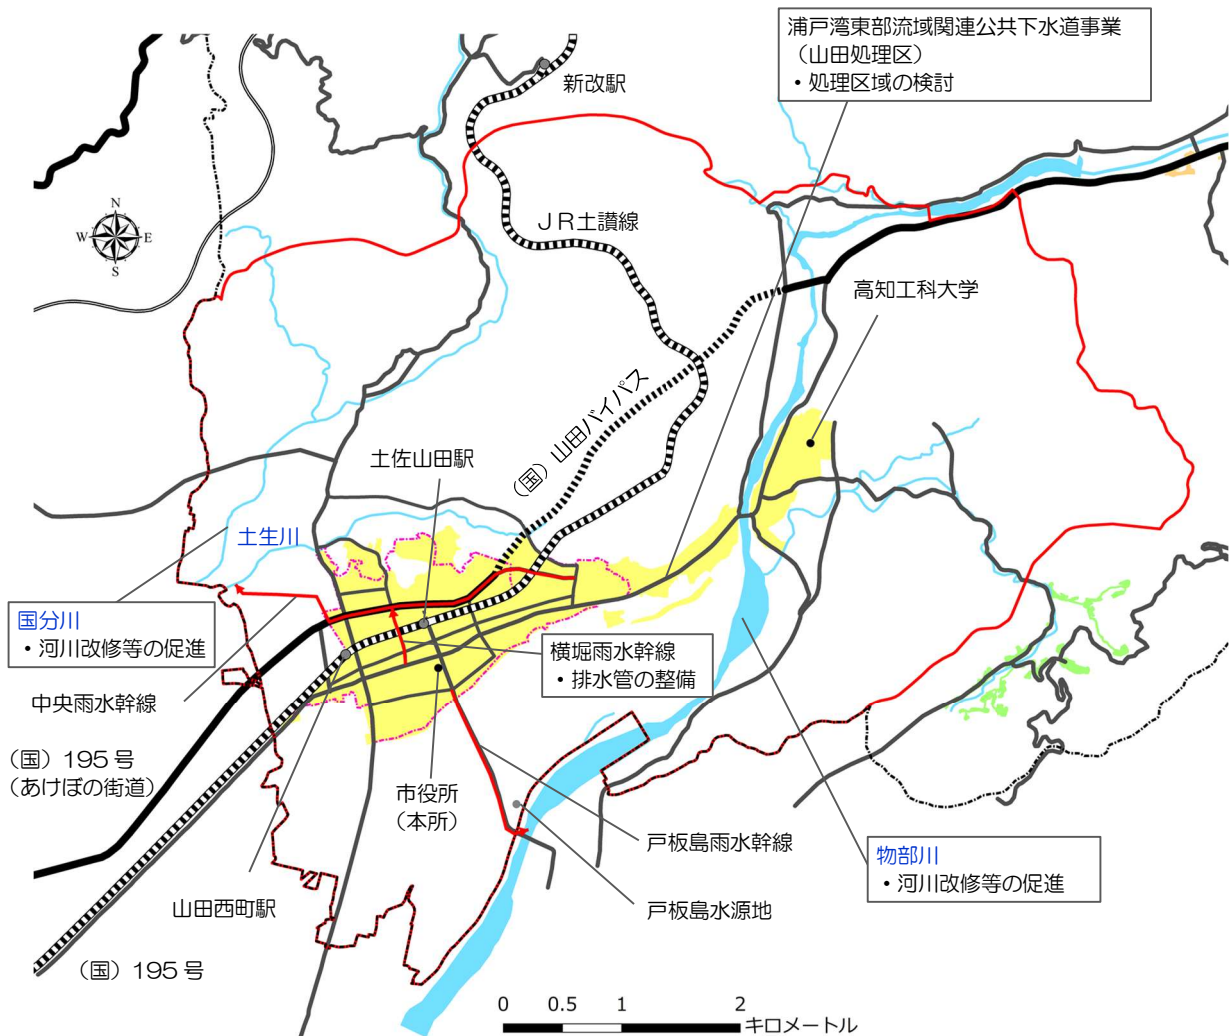 浦戸湾東部流域関連公共下水道事業
（山田処理区）
・処理区域の検討
新改駅
N
W
E
S
ＪＲ土讃線
高知工科大学
（国）山田バイパス
土佐山田駅
土生川
国分川
・河川改修等の促進
横堀雨水幹線
・排水管の整備
中央雨水幹線
（国）195号
（あけぼの街道）
市役所
（本所）
戸板島雨水幹線
物部川
・河川改修等の促進
山田西町駅
戸板島水源地
（国）195号
0 0.5 1 2
キロメートル